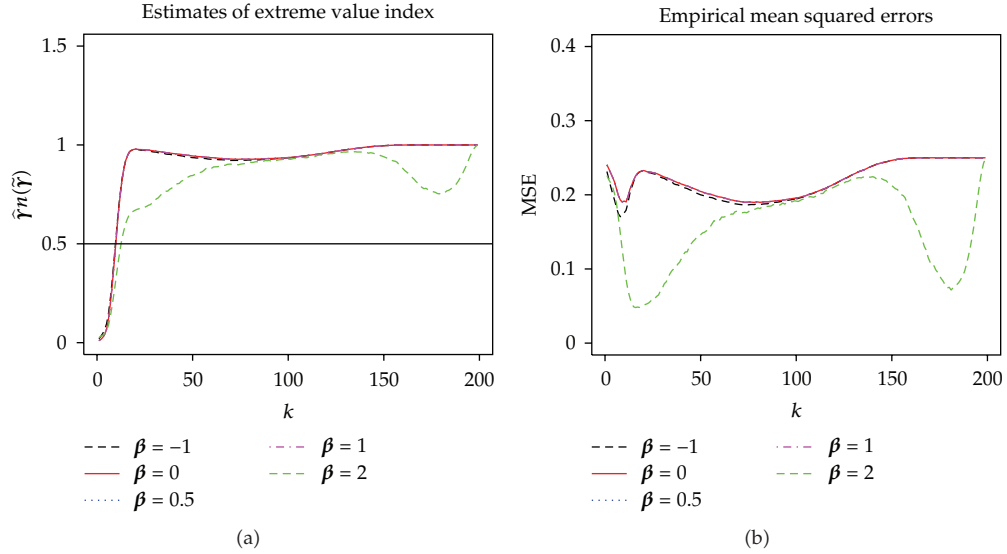 Estimates of extreme value index
1.5
1
0.5
0
γ̂n(γ̃)
0 50 100 150 200
k
β = −1
β = 0
β = 0.5
β = 1
β = 2
(a)
Empirical mean squared errors
0.4
0.3
0.2
0.1
0
MSE
0 50 100 150 200
k
β = −1
β = 0
β = 0.5
β = 1
β = 2
(b)